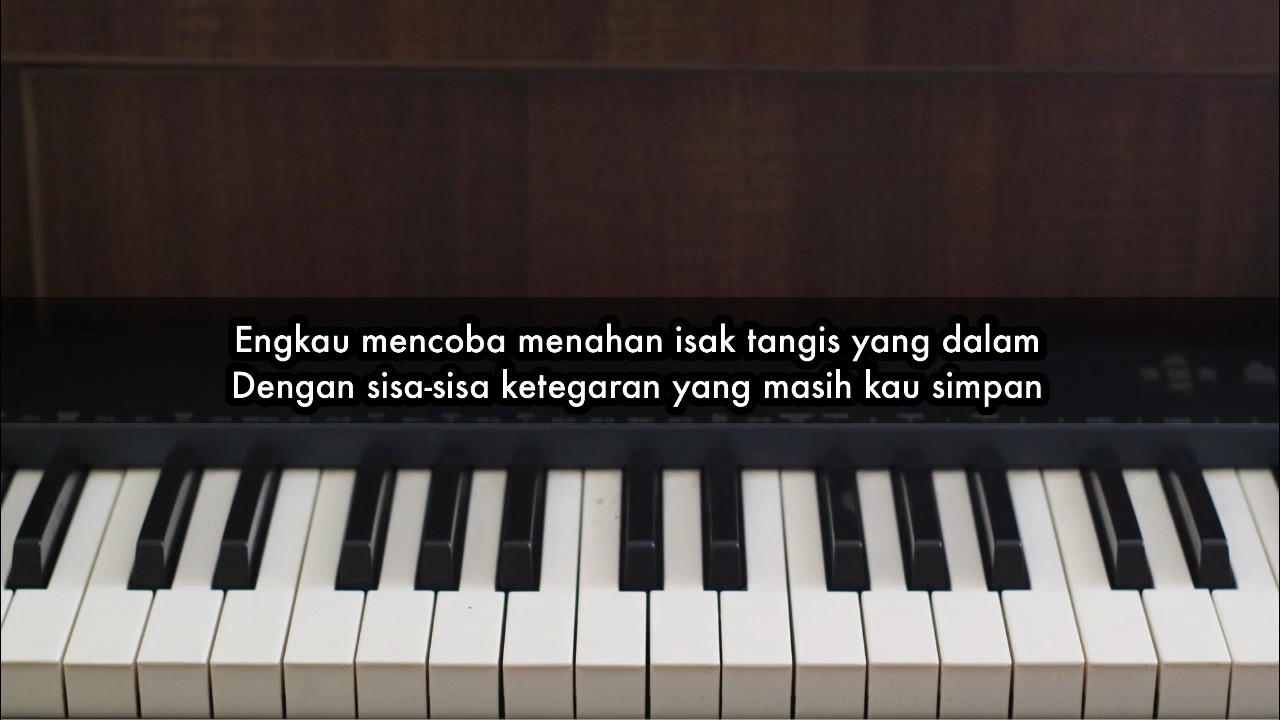 Engkau mencoba menahan isak tangis yang dalam
Dengan sisa-sisa ketegaran yang masih kau simpan